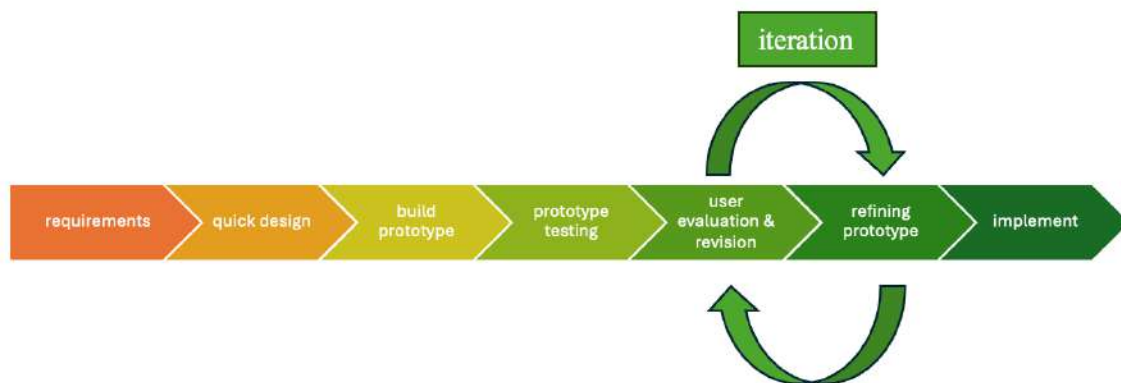 iteration
requirements
quick design
build
prototype
prototype
testing
user
evaluation &
revision
refining
prototype
implement